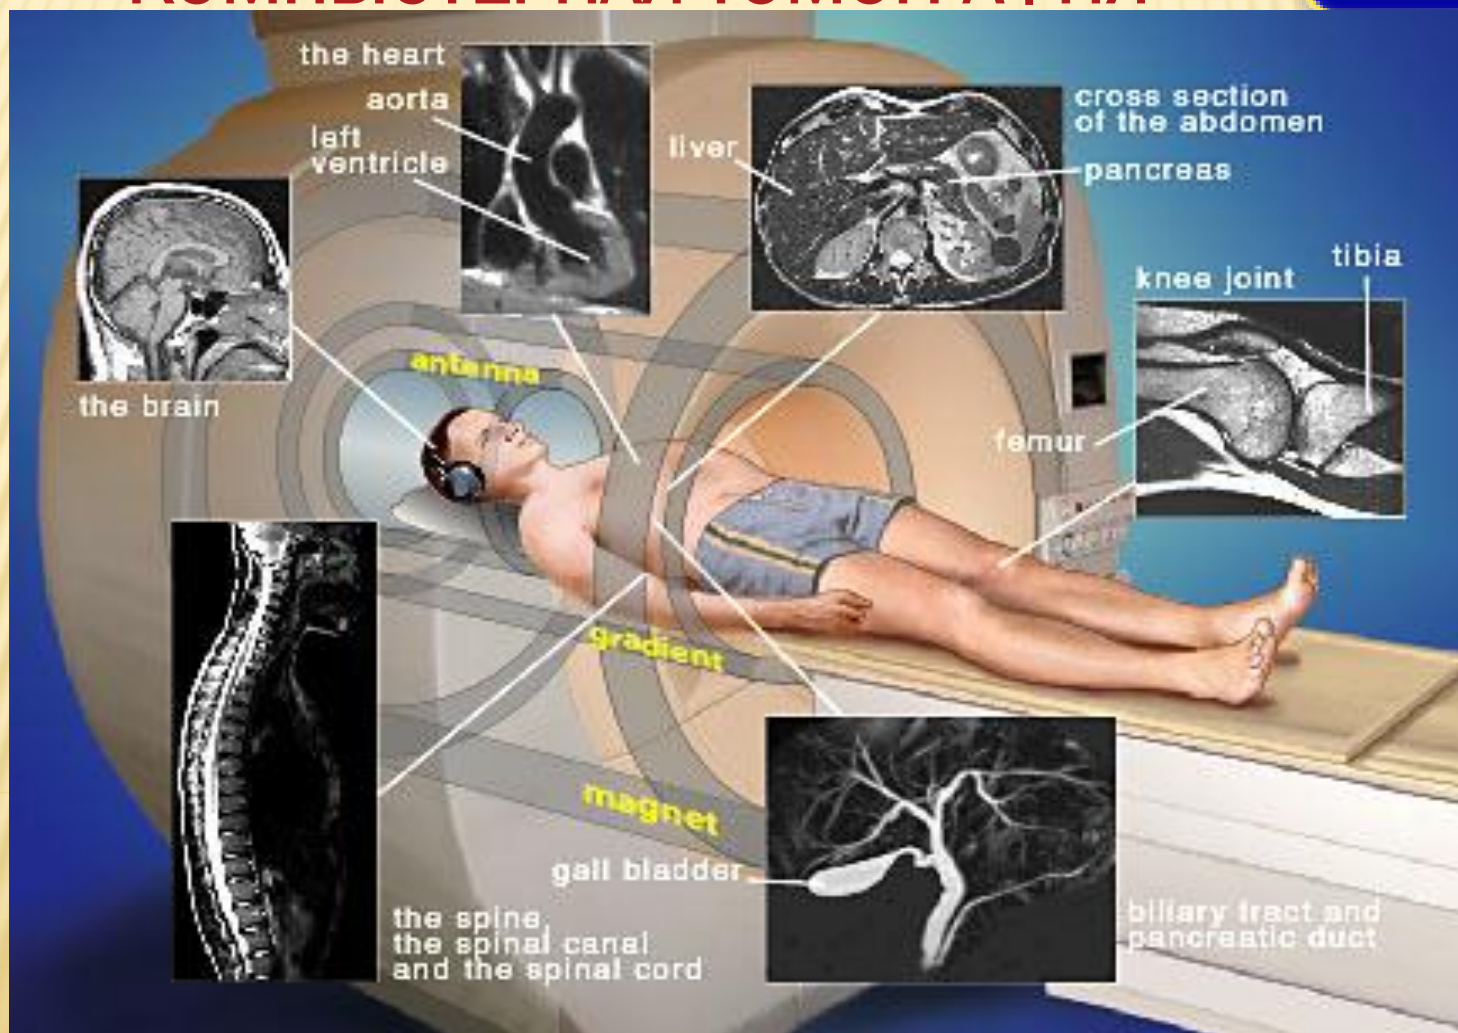 the heart
aorta
left
ventricle
liver
cross section
of the abdomen
pancreas
tibia
knee joint
antenna
the brain
femur
gradient
magnet
gall bladder
the spine,
the spinal canal
and the spinal cord
biliary tract and
pancreatic duct